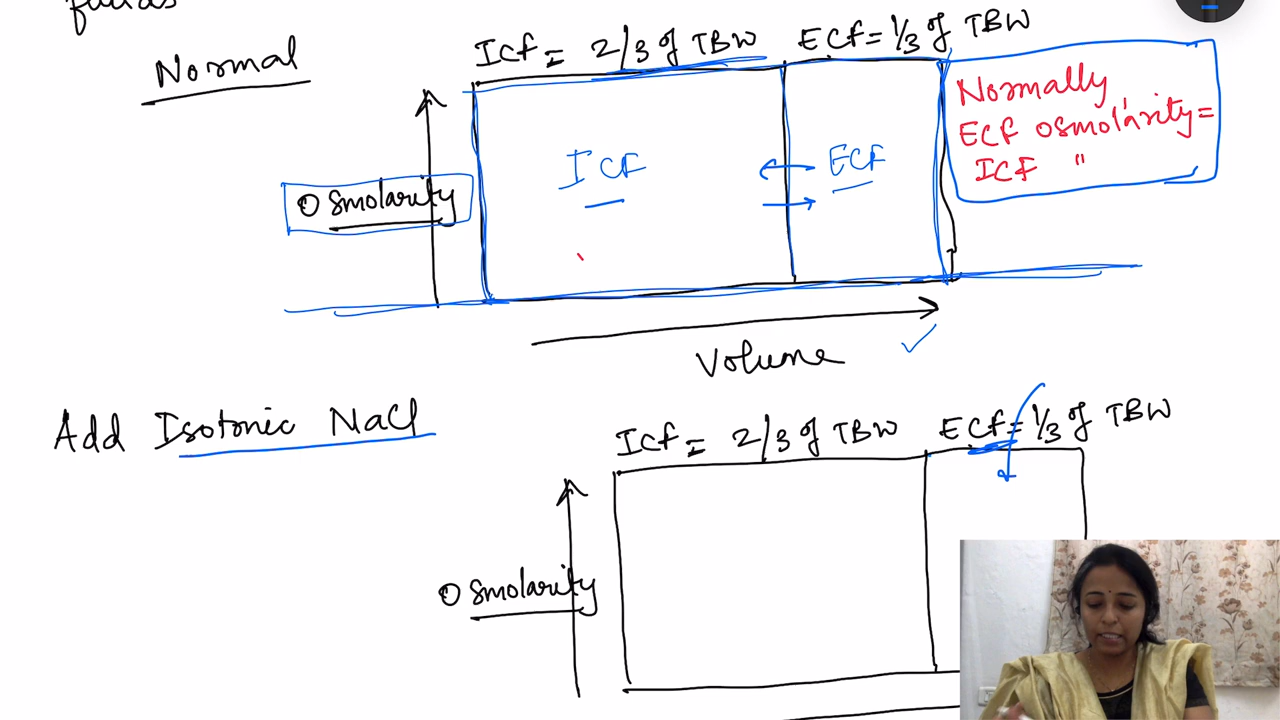 fluids
Normal
ICF = 2/3 of TBW ECF = 1/3 of TBW
Normally
ECF osmolarity =
ICF "
Osmolarity
ICF
ECF
Volume
Add Isotonic NaCl
ICF = 2/3 of TBW ECF = 1/3 of TBW
Osmolarity